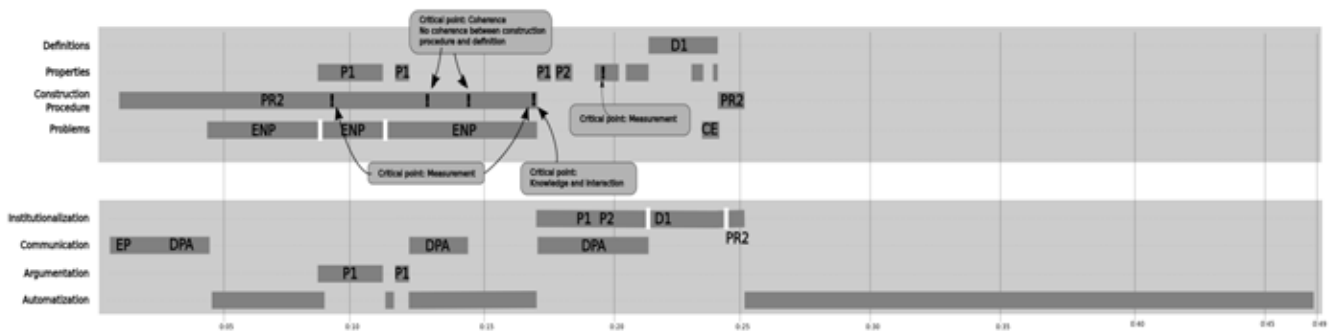 Critical point: Coherence
No coherence between construction
procedure and definition
Definitions
D1
Properties
P1 P1 P1 P2 !
Construction
Procedure
PR2 ! ! ! ! PR2
Critical point: Measurement
Problems
ENP ENP ENP CE
Critical point: Measurement
Critical point:
Knowledge and Interaction
Institutionalization
P1 P2 D1
PR2
Communication
EP DPA DPA DPA
Argumentation
P1 P1
Automatization
0:05 0:10 0:15 0:20 0:25 0:30 0:35 0:40 0:45 0:49